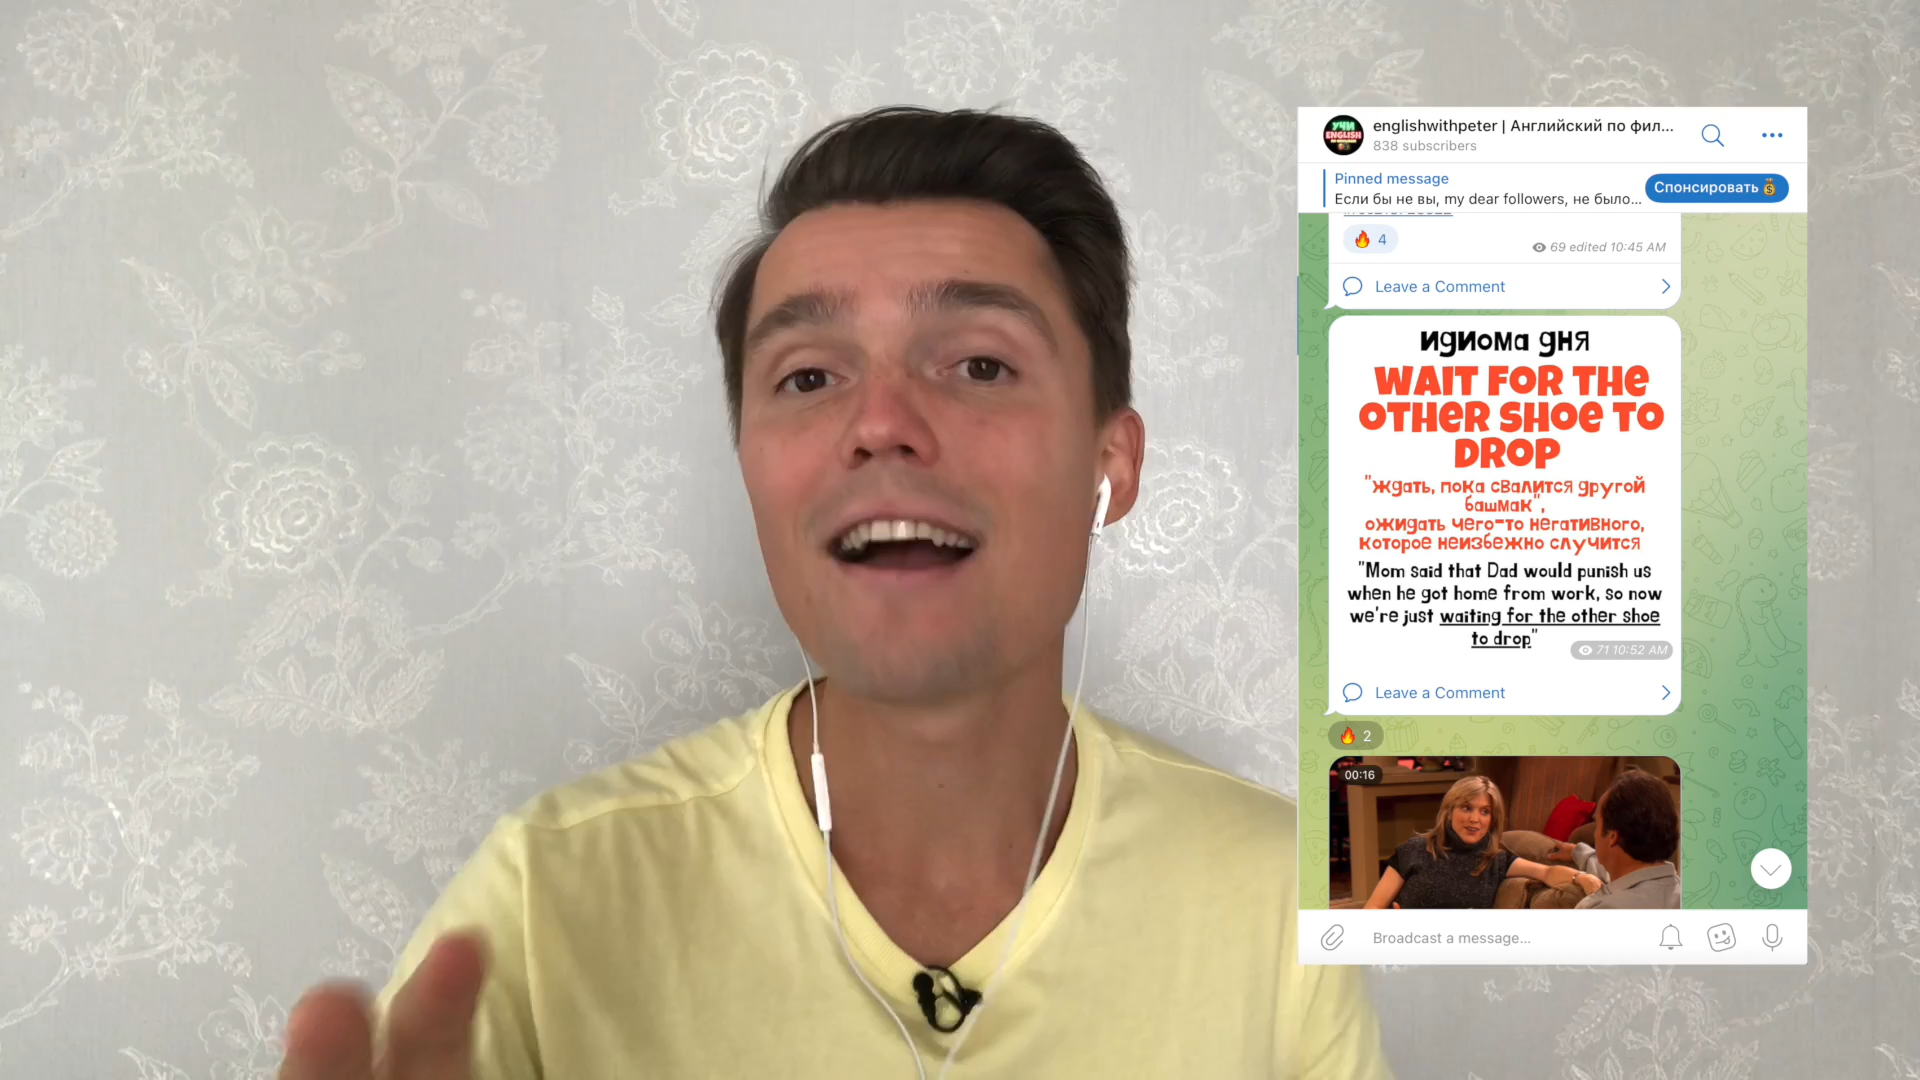 УЧИ
ENGLISH
englishwithpeter | Английский по фил...
838 subscribers
Pinned message
Если бы не вы, my dear followers, не было...
Спонсировать
4
69 edited 10:45 AM
Leave a Comment
идиома дня
WAIT FOR THE
OTHER SHOE TO
DROP
"ждать, пока свалится другой
башмак",
ожидать чего-то негативного,
которое неизбежно случится
"Mom said that Dad would punish us
when he got home from work, so now
we're just waiting for the other shoe
to drop"
71 10:52 AM
Leave a Comment
2
00:16
Broadcast a message...